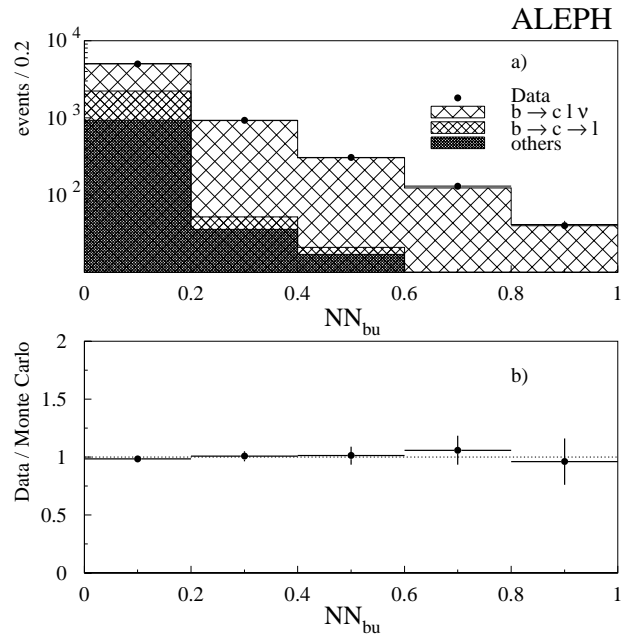 ALEPH
events / 0.2
10^4
10^3
10^2
a)
Data
b → c l ν
b → c → l
others
0 0.2 0.4 0.6 0.8 1
NN_bu
Data / Monte Carlo
2
1.5
1
0.5
0
b)
0 0.2 0.4 0.6 0.8 1
NN_bu